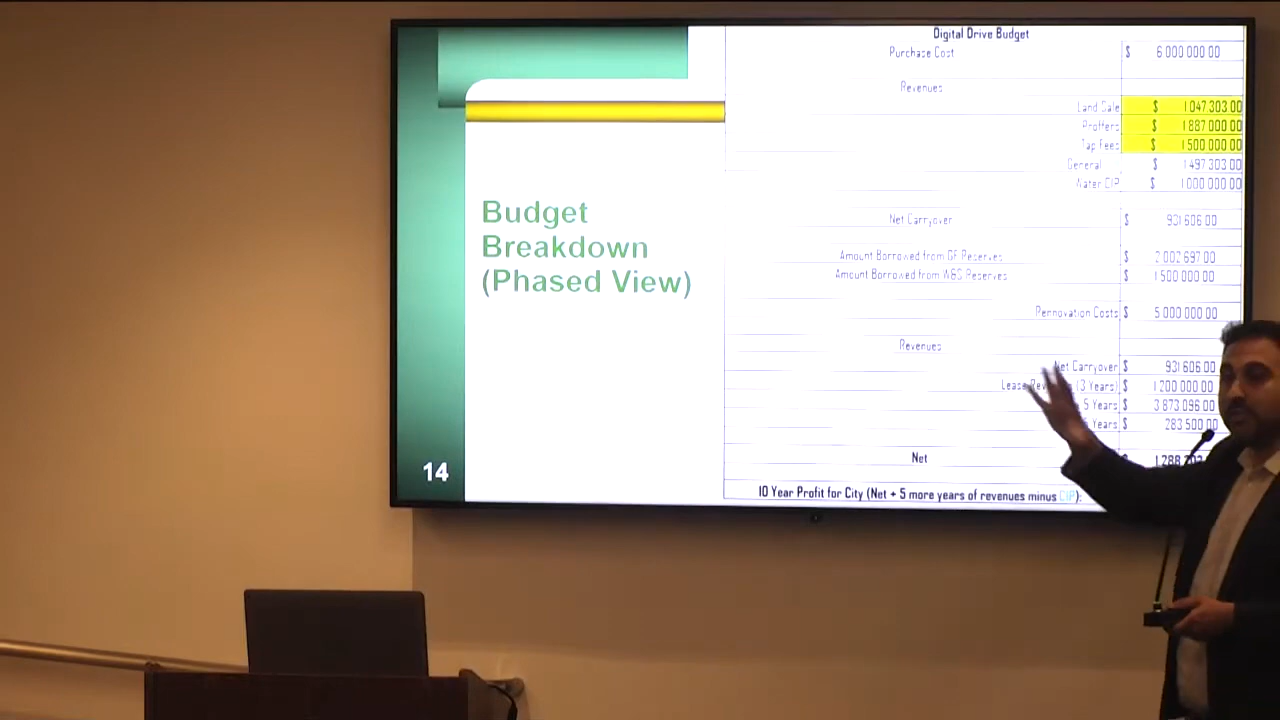 Budget
Breakdown
(Phased View)
14
Digital Drive Budget
Purchase Cost $ 6 000 000 00
Revenues
Land Sale $ 1 047 303 00
Proffers $ 1 887 000 00
Tap Fees $ 1 500 000 00
General $ 1 497 303 00
Water CIP $ 1 000 000 00
Net Carryover $ 931 606 00
Amount Borrowed from GF Reserves $ 2 002 697 00
Amount Borrowed from W&S Reserves $ 1 500 000 00
Rennovation Costs $ 5 000 000 00
Revenues
Net Carryover $ 931 606 00
Lease (3 Years) $ 1 200 000 00
5 Years $ 3 873 096 00
Years $ 283 500 00
Net $
10 Year Profit for City (Net + 5 more years of revenues minus CIP):